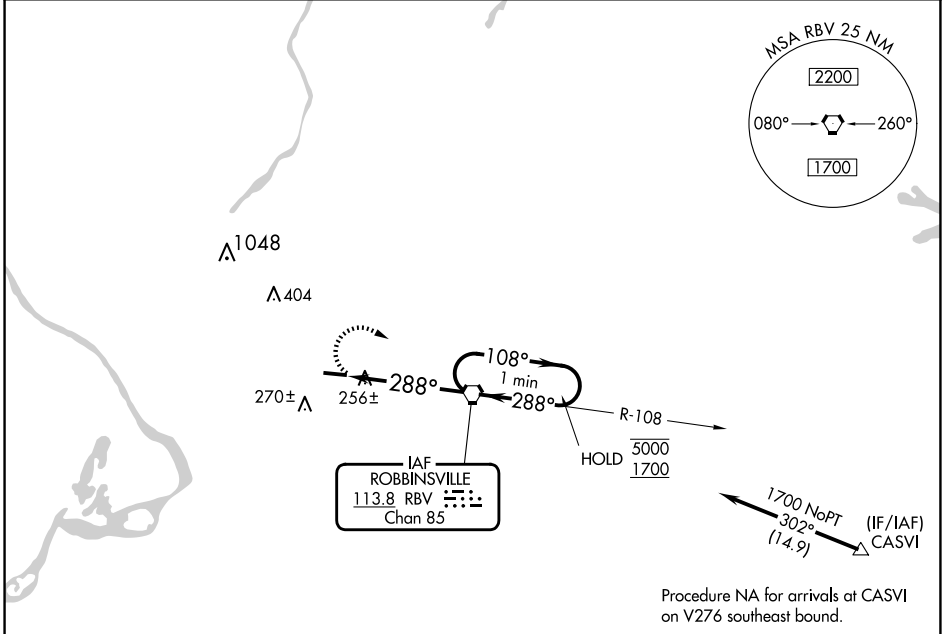 MSA RBV 25 NM
2200
080° 260°
1700
1048
404
108°
1 min
288°
288°
270±
256±
R-108
HOLD 5000
1700
IAF
ROBBINSVILLE
113.8 RBV
Chan 85
1700 NoPT
302°
(14.9)
(IF/IAF)
CASVI
Procedure NA for arrivals at CASVI
on V276 southeast bound.